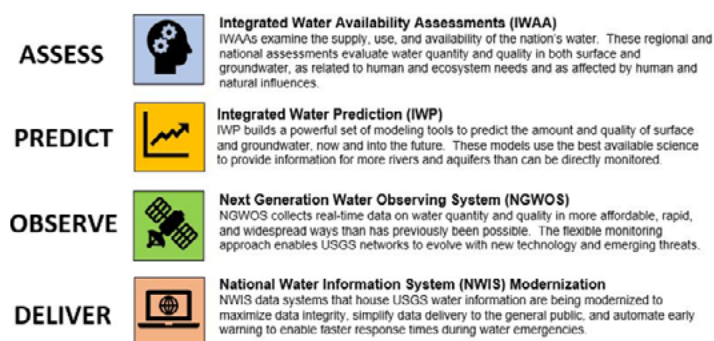 ASSESS
Integrated Water Availability Assessments (IWAA)
IWAAs examine the supply, use, and availability of the nation's water. These regional and
national assessments evaluate water quantity and quality in both surface and
groundwater, as related to human and ecosystem needs and as affected by human and
natural influences.
PREDICT
Integrated Water Prediction (IWP)
IWP builds a powerful set of modeling tools to predict the amount and quality of surface
and groundwater, now and into the future. These models use the best available science
to provide information for more rivers and aquifers than can be directly monitored.
OBSERVE
Next Generation Water Observing System (NGWOS)
NGWOS collects real-time data on water quantity and quality in more affordable, rapid,
and widespread ways than has previously been possible. The flexible monitoring
approach enables USGS networks to evolve with new technology and emerging threats.
DELIVER
National Water Information System (NWIS) Modernization
NWIS data systems that house USGS water information are being modernized to
maximize data integrity, simplify data delivery to the general public, and automate early
warning to enable faster response times during water emergencies.